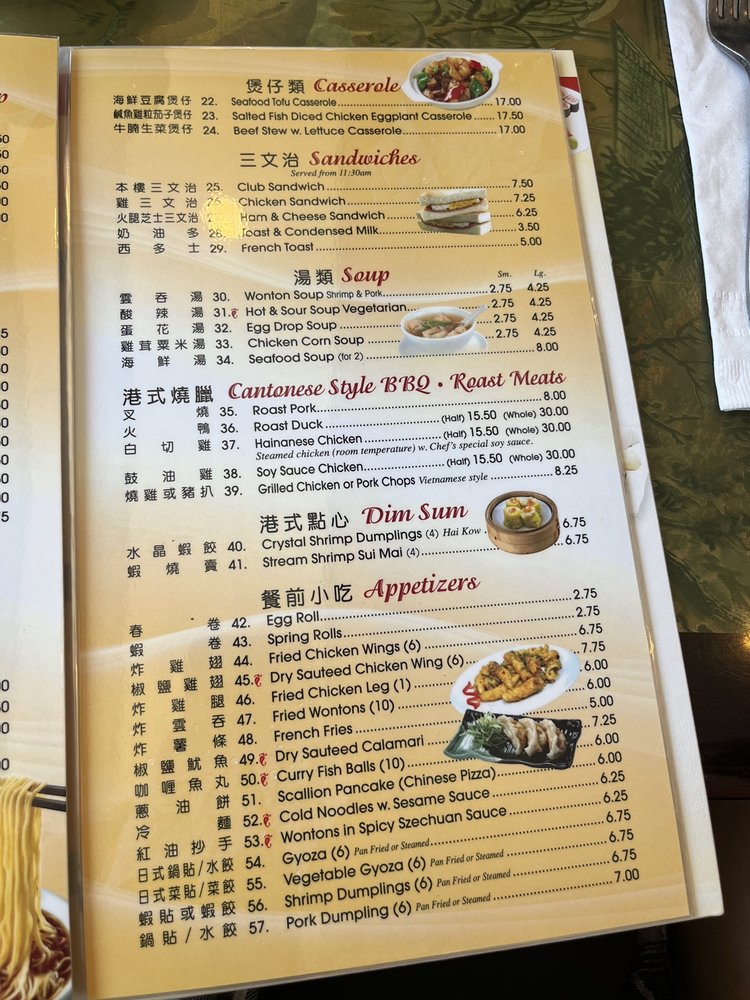 煲仔類 Casserole
海鮮豆腐煲仔 22. Seafood Tofu Casserole 17.00
鹹魚雞粒茄子煲仔 23. Salted Fish Diced Chicken Eggplant Casserole 17.50
牛腩生菜煲仔 24. Beef Stew w. Lettuce Casserole 17.00
三文治 Sandwiches
Served from 11:30am
本樓三文治 25. Club Sandwich 7.50
雞三文治 26. Chicken Sandwich 7.25
火腿芝士三文治 Ham & Cheese Sandwich 6.25
奶油多 28. Toast & Condensed Milk 3.50
西多士 29. French Toast 5.00
湯類 Soup Sm. Lg.
雲吞湯 30. Wonton Soup Shrimp & Pork 2.75 4.25
酸辣湯 31. Hot & Sour Soup Vegetarian 2.75 4.25
蛋花湯 32. Egg Drop Soup 2.75 4.25
雞茸粟米湯 33. Chicken Corn Soup 2.75 4.25
海鮮湯 34. Seafood Soup (for 2) 8.00
港式燒臘 Cantonese Style BBQ • Roast Meats
叉燒 35. Roast Pork 8.00
火鴨 36. Roast Duck (Half) 15.50 (Whole) 30.00
白切雞 37. Hainanese Chicken (Half) 15.50 (Whole) 30.00
Steamed chicken (room temperature) w. Chef's special soy sauce.
鼓油雞 38. Soy Sauce Chicken (Half) 15.50 (Whole) 30.00
燒雞或豬扒 39. Grilled Chicken or Pork Chops Vietnamese style 8.25
港式點心 Dim Sum
水晶蝦餃 40. Crystal Shrimp Dumplings (4) Hai Kow 6.75
蝦燒賣 41. Stream Shrimp Sui Mai (4) 6.75
餐前小吃 Appetizers
春卷 42. Egg Roll 2.75
蝦卷 43. Spring Rolls 2.75
炸雞翅 44. Fried Chicken Wings (6) 6.75
椒鹽雞翅 45. Dry Sauteed Chicken Wing (6) 7.75
炸雞腿 46. Fried Chicken Leg (1) 6.00
炸雲吞 47. Fried Wontons (10) 6.00
炸薯條 48. French Fries 5.00
椒鹽魷魚 49. Dry Sauteed Calamari 7.25
咖喱魚丸 50. Curry Fish Balls (10) 6.00
蔥油餅 51. Scallion Pancake (Chinese Pizza) 6.00
冷麵 52. Cold Noodles w. Sesame Sauce 6.00
紅油抄手 53. Wontons in Spicy Szechuan Sauce 6.25
日式鍋貼/水餃 54. Gyoza (6) Pan Fried or Steamed 6.25
日式菜貼/菜餃 55. Vegetable Gyoza (6) Pan Fried or Steamed 6.75
蝦貼或蝦餃 56. Shrimp Dumplings (6) Pan Fried or Steamed 6.75
鍋貼/水餃 57. Pork Dumpling (6) Pan Fried or Steamed 7.00